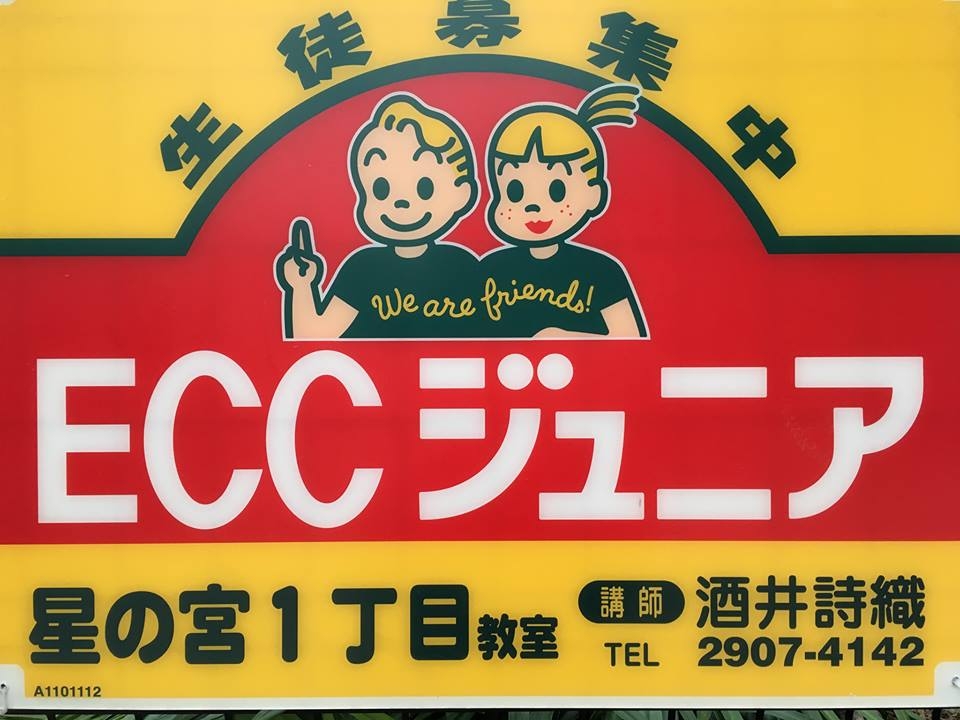 生徒募集中
We are friends!
ECCジュニア
星の宮1丁目教室
講師 酒井詩織
TEL 2907-4142
A1101112